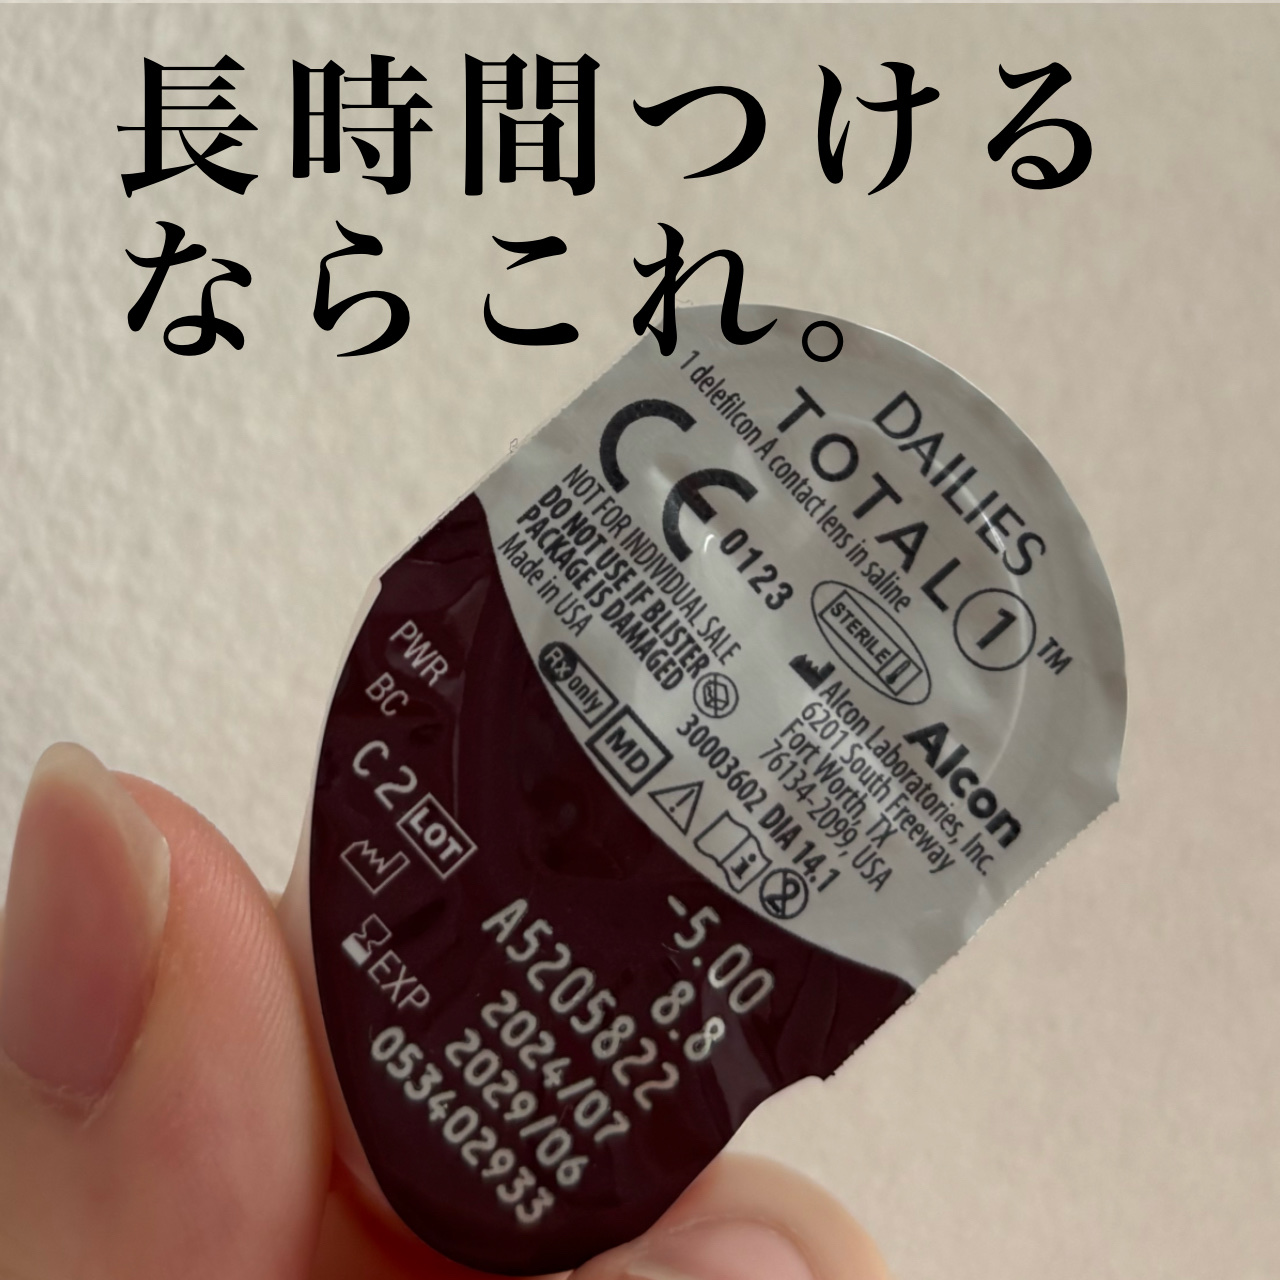 長時間つける
ならこれ。
DAILIES
TOTAL 1™
1 delefilcon A contact lens in saline
CE 0123
STERILE
Alcon
Alcon Laboratories, Inc.
6201 South Freeway
Fort Worth, TX
76134-2099, USA
NOT FOR INDIVIDUAL SALE
DO NOT USE IF BLISTER
PACKAGE IS DAMAGED
Made in USA
30003602 DIA 14.1
Rx only
MD
2
PWR -5.00
BC 8.8
C2 LOT A5205822
2024/07
2029/06
EXP
053402933